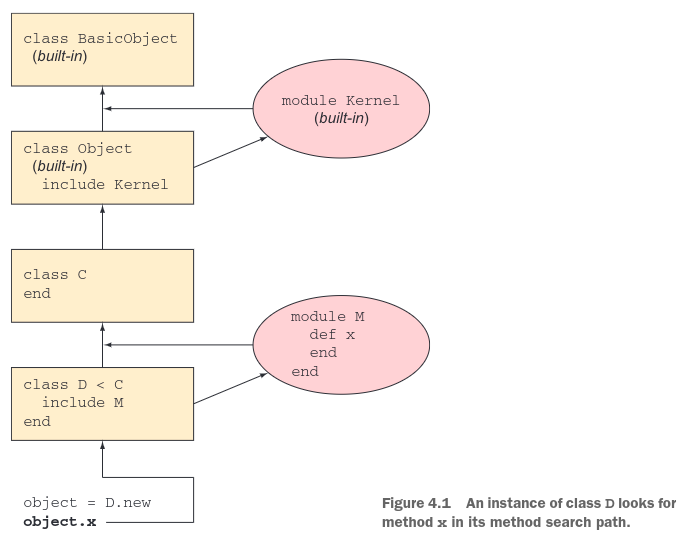 class BasicObject
(built-in)
module Kernel
(built-in)
class Object
(built-in)
include Kernel
class C
end
module M
def x
end
end
class D < C
include M
end
object = D.new
object.x
Figure 4.1 An instance of class D looks for
method x in its method search path.